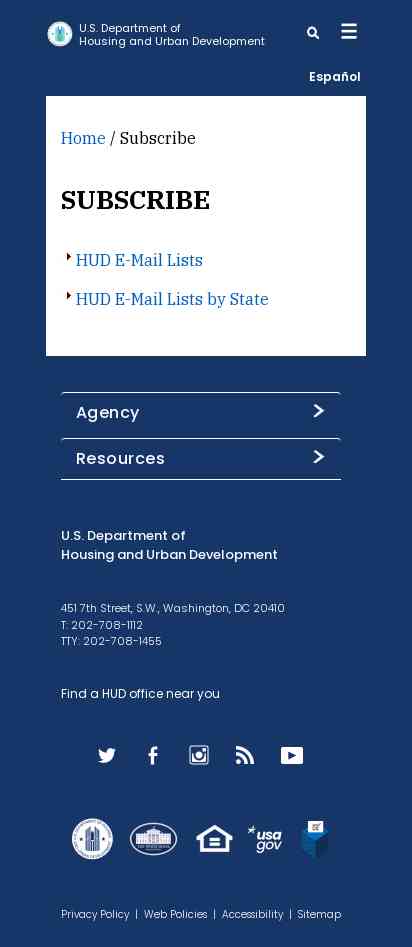 U.S. Department of
Housing and Urban Development
Español
Home / Subscribe
SUBSCRIBE
HUD E-Mail Lists
HUD E-Mail Lists by State
Agency
Resources
U.S. Department of
Housing and Urban Development
451 7th Street, S.W., Washington, DC 20410
T: 202-708-1112
TTY: 202-708-1455
Find a HUD office near you
usa
gov
Privacy Policy | Web Policies | Accessibility | Sitemap